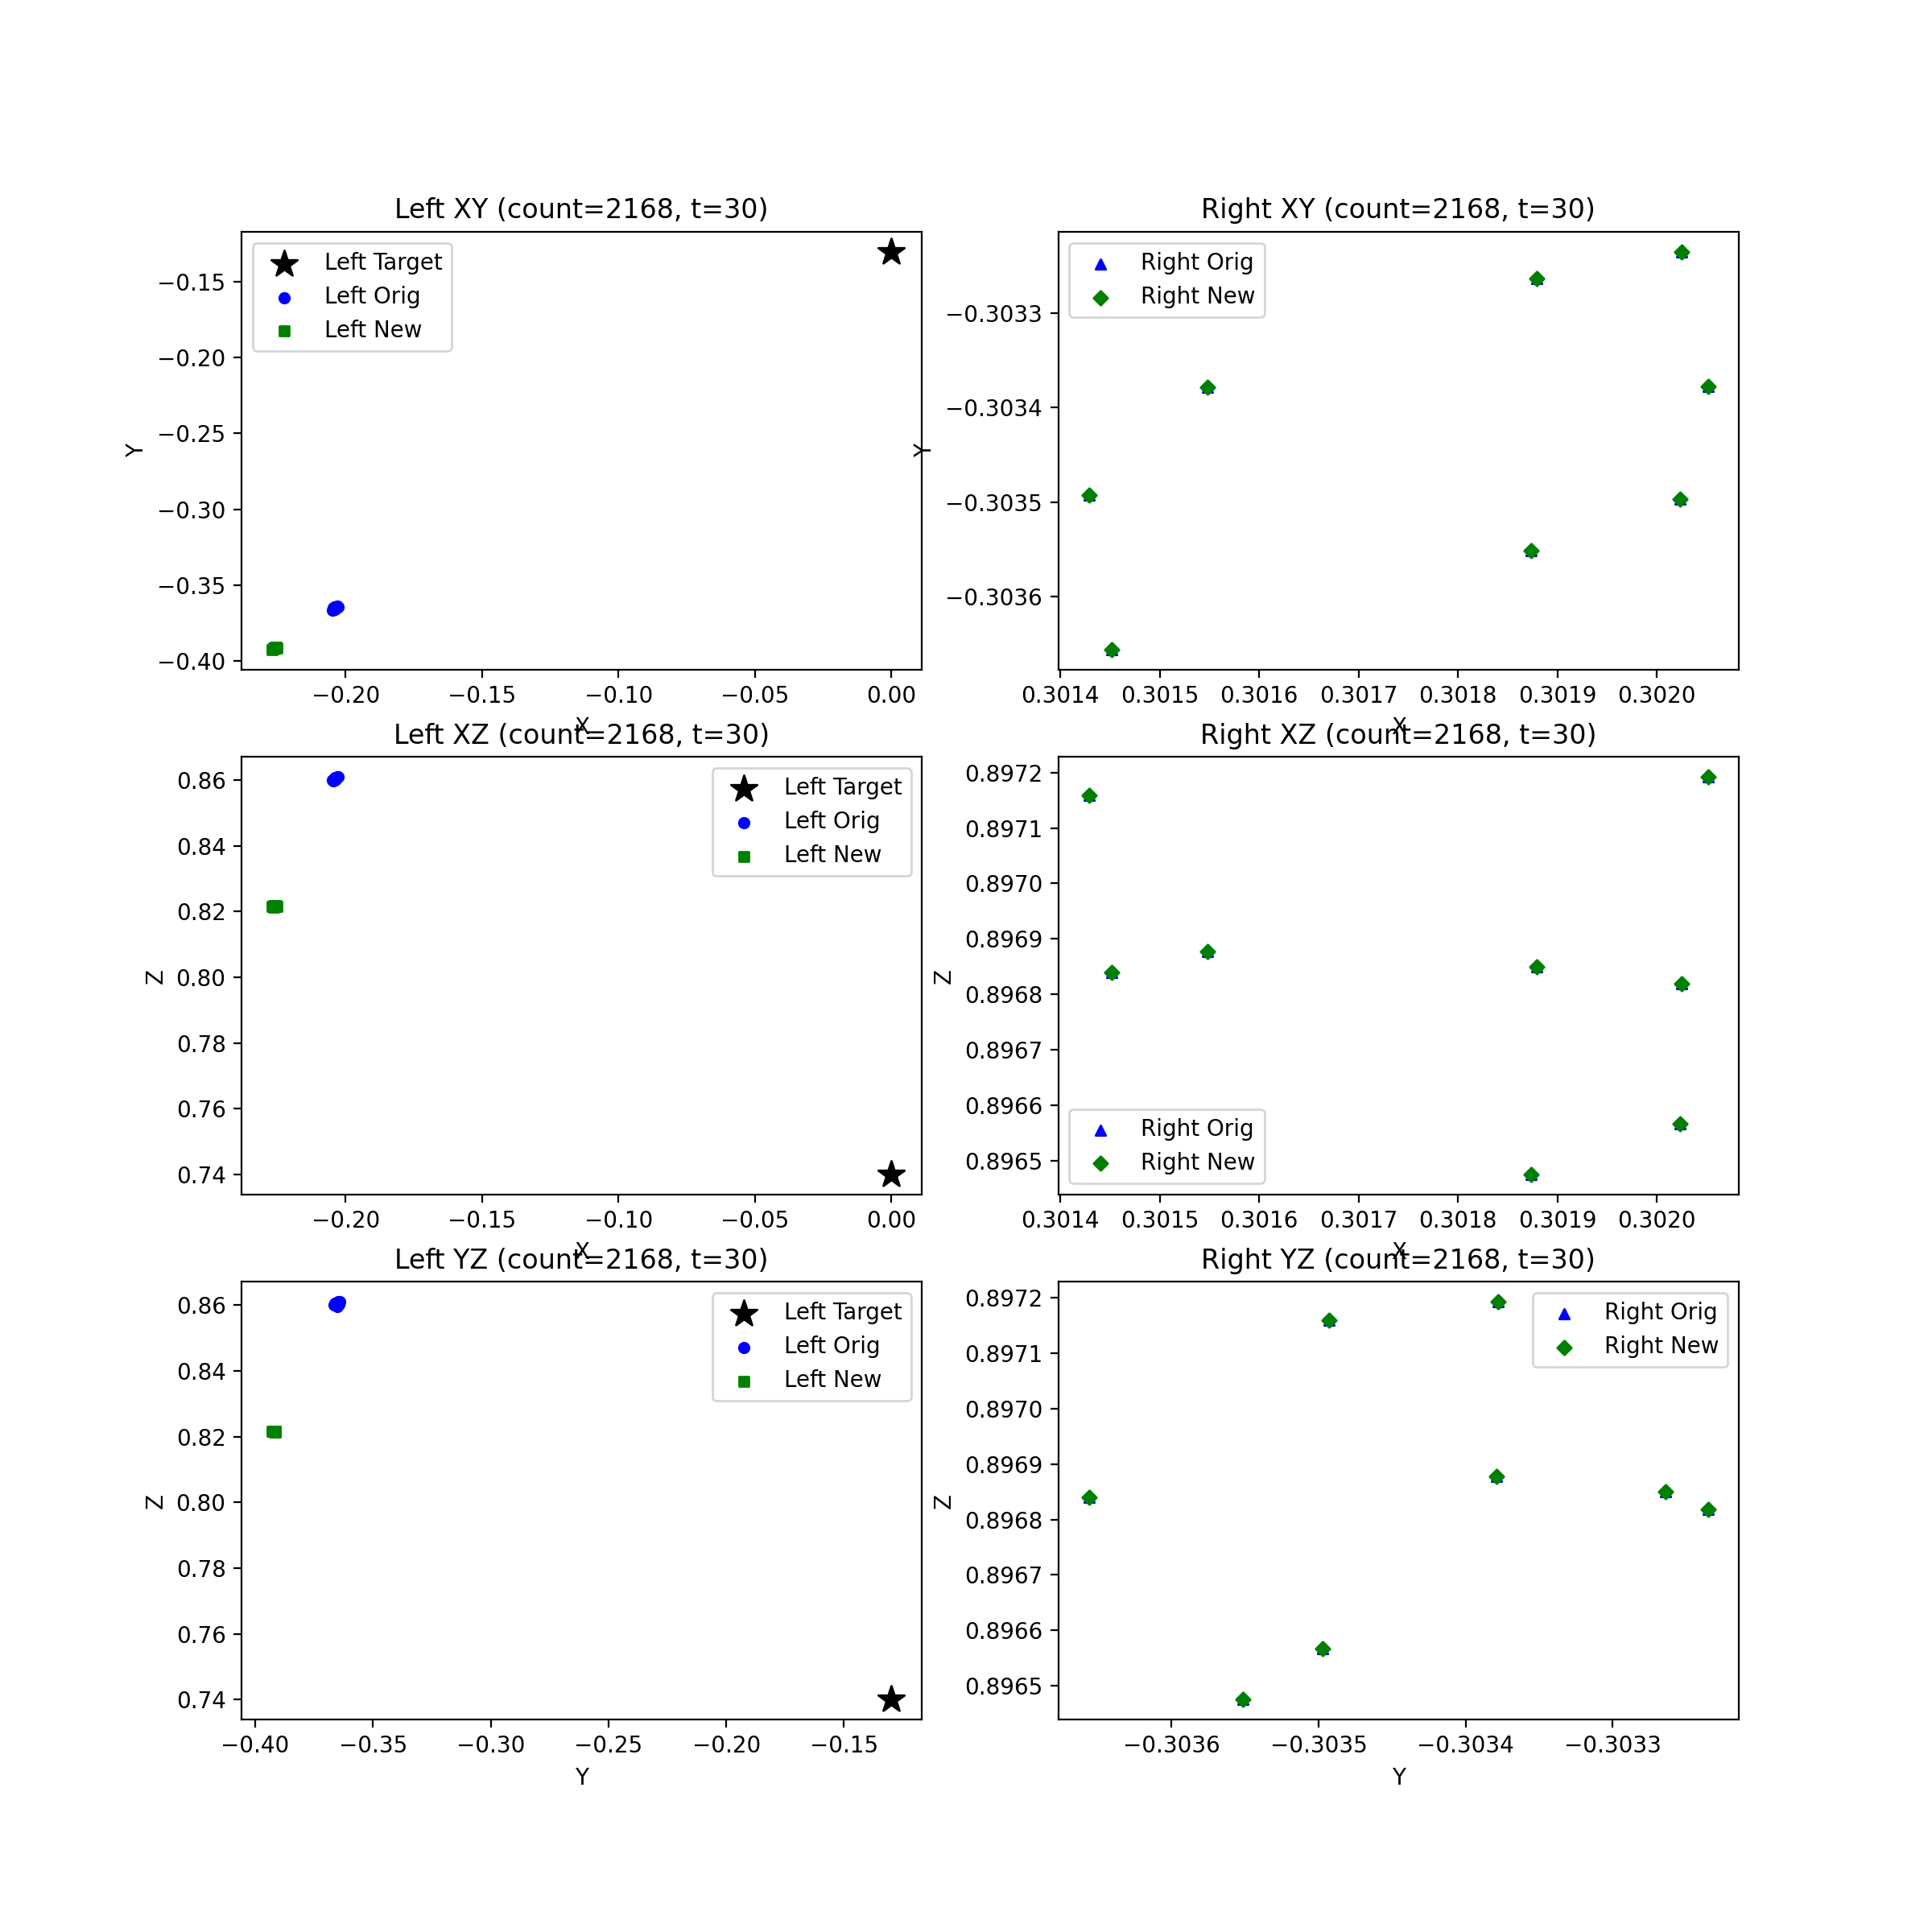 Left XY (count=2168, t=30)
Left Target
Left Orig
Left New
Y
−0.15
−0.20
−0.25
−0.30
−0.35
−0.40
−0.20
−0.15
−0.10
−0.05
0.00
X
Right XY (count=2168, t=30)
Right Orig
Right New
Y
−0.3033
−0.3034
−0.3035
−0.3036
0.3014
0.3015
0.3016
0.3017
0.3018
0.3019
0.3020
X
Left XZ (count=2168, t=30)
Left Target
Left Orig
Left New
Z
0.86
0.84
0.82
0.80
0.78
0.76
0.74
−0.20
−0.15
−0.10
−0.05
0.00
X
Right XZ (count=2168, t=30)
Right Orig
Right New
Z
0.8972
0.8971
0.8970
0.8969
0.8968
0.8967
0.8966
0.8965
0.3014
0.3015
0.3016
0.3017
0.3018
0.3019
0.3020
X
Left YZ (count=2168, t=30)
Left Target
Left Orig
Left New
Z
0.86
0.84
0.82
0.80
0.78
0.76
0.74
−0.40
−0.35
−0.30
−0.25
−0.20
−0.15
Y
Right YZ (count=2168, t=30)
Right Orig
Right New
Z
0.8972
0.8971
0.8970
0.8969
0.8968
0.8967
0.8966
0.8965
−0.3036
−0.3035
−0.3034
−0.3033
Y